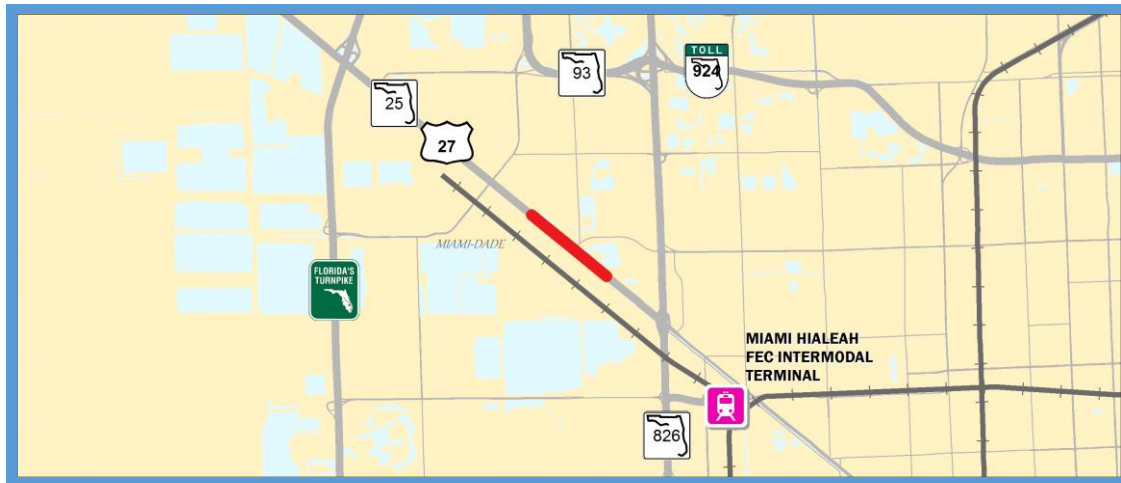 TOLL
93
924
25
27
MIAMI-DADE
FLORIDA'S
TURNPIKE
MIAMI HIALEAH
FEC INTERMODAL
TERMINAL
826